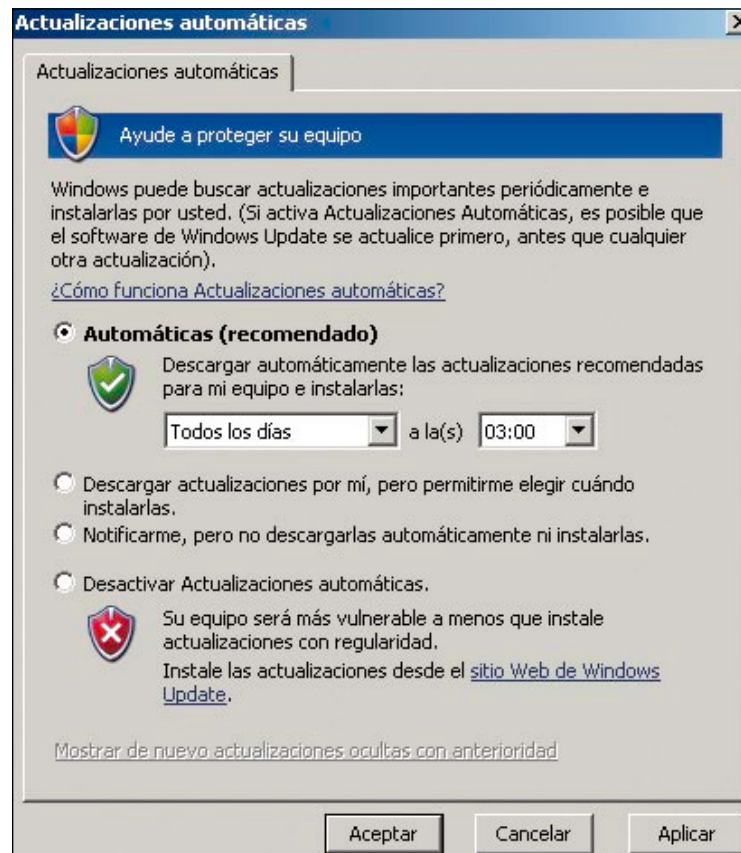 Actualizaciones automáticas
Actualizaciones automáticas
Ayude a proteger su equipo
Windows puede buscar actualizaciones importantes periódicamente e
instalarlas por usted. (Si activa Actualizaciones Automáticas, es posible que
el software de Windows Update se actualice primero, antes que cualquier
otra actualización).
¿Cómo funciona Actualizaciones automáticas?
Automáticas (recomendado)
Descargar automáticamente las actualizaciones recomendadas
para mi equipo e instalarlas:
Todos los días a la(s) 03:00
Descargar actualizaciones por mí, pero permitirme elegir cuándo
instalarlas.
Notificarme, pero no descargarlas automáticamente ni instalarlas.
Desactivar Actualizaciones automáticas.
Su equipo será más vulnerable a menos que instale
actualizaciones con regularidad.
Instale las actualizaciones desde el sitio Web de Windows
Update.
Mostrar de nuevo actualizaciones ocultas con anterioridad
Aceptar Cancelar Aplicar